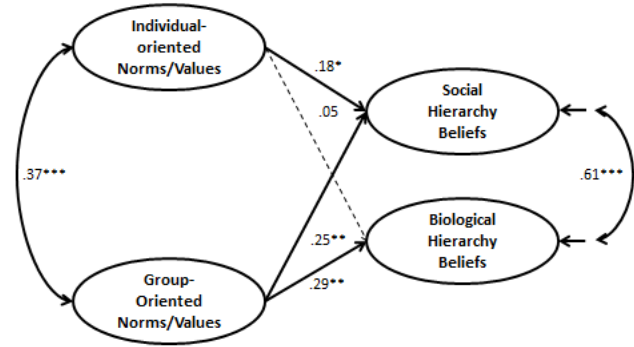 Individual-
oriented
Norms/Values
.18*
.05
Social
Hierarchy
Beliefs
.37***
.61***
.25**
.29**
Biological
Hierarchy
Beliefs
Group-
Oriented
Norms/Values